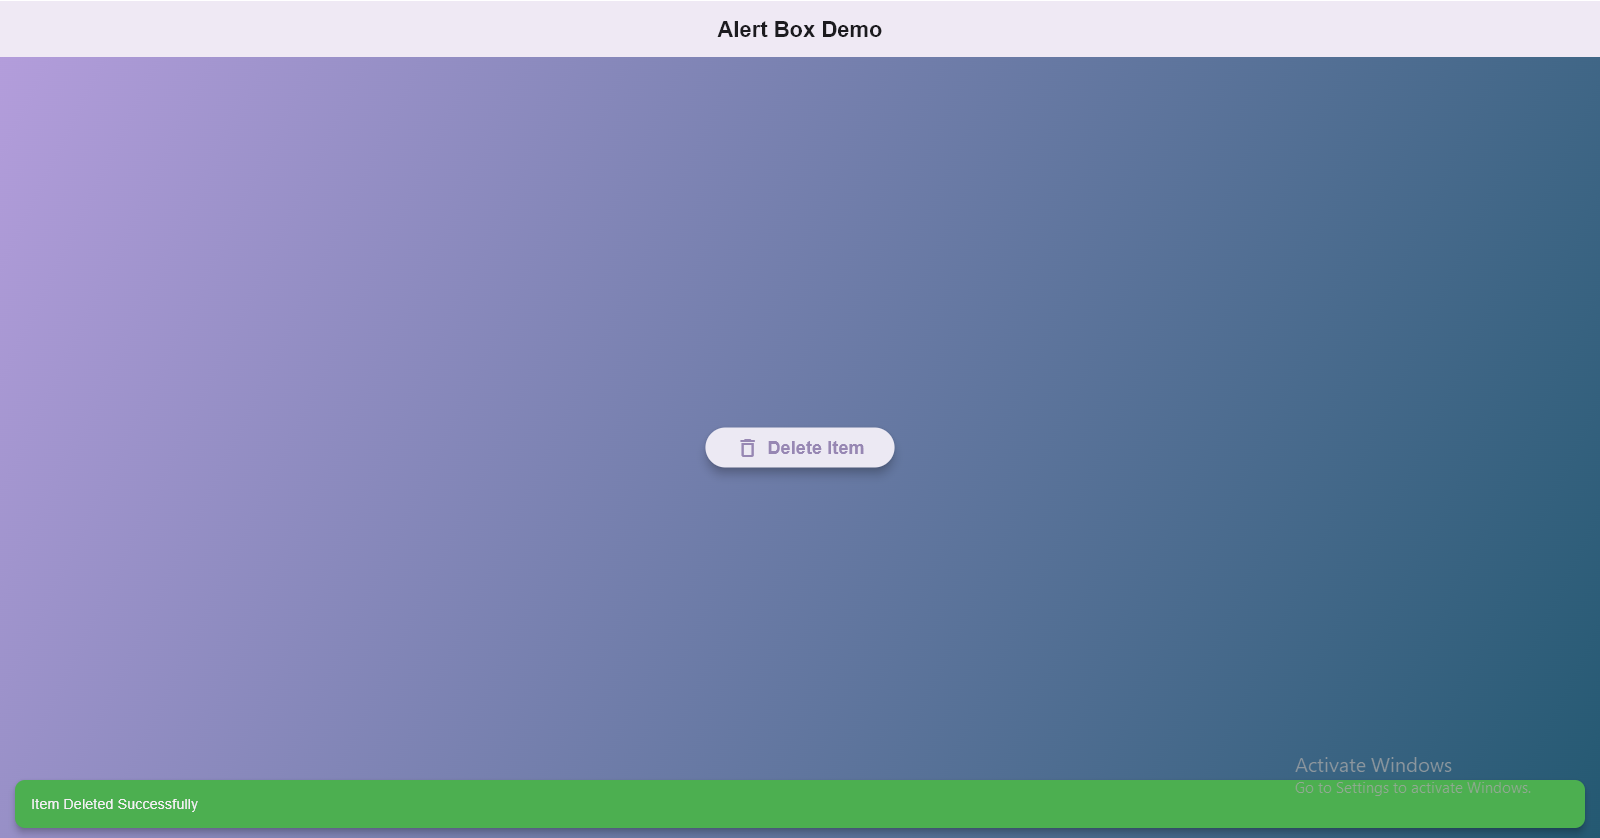 Alert Box Demo
Delete Item
Activate Windows
Go to Settings to activate Windows.
Item Deleted Successfully